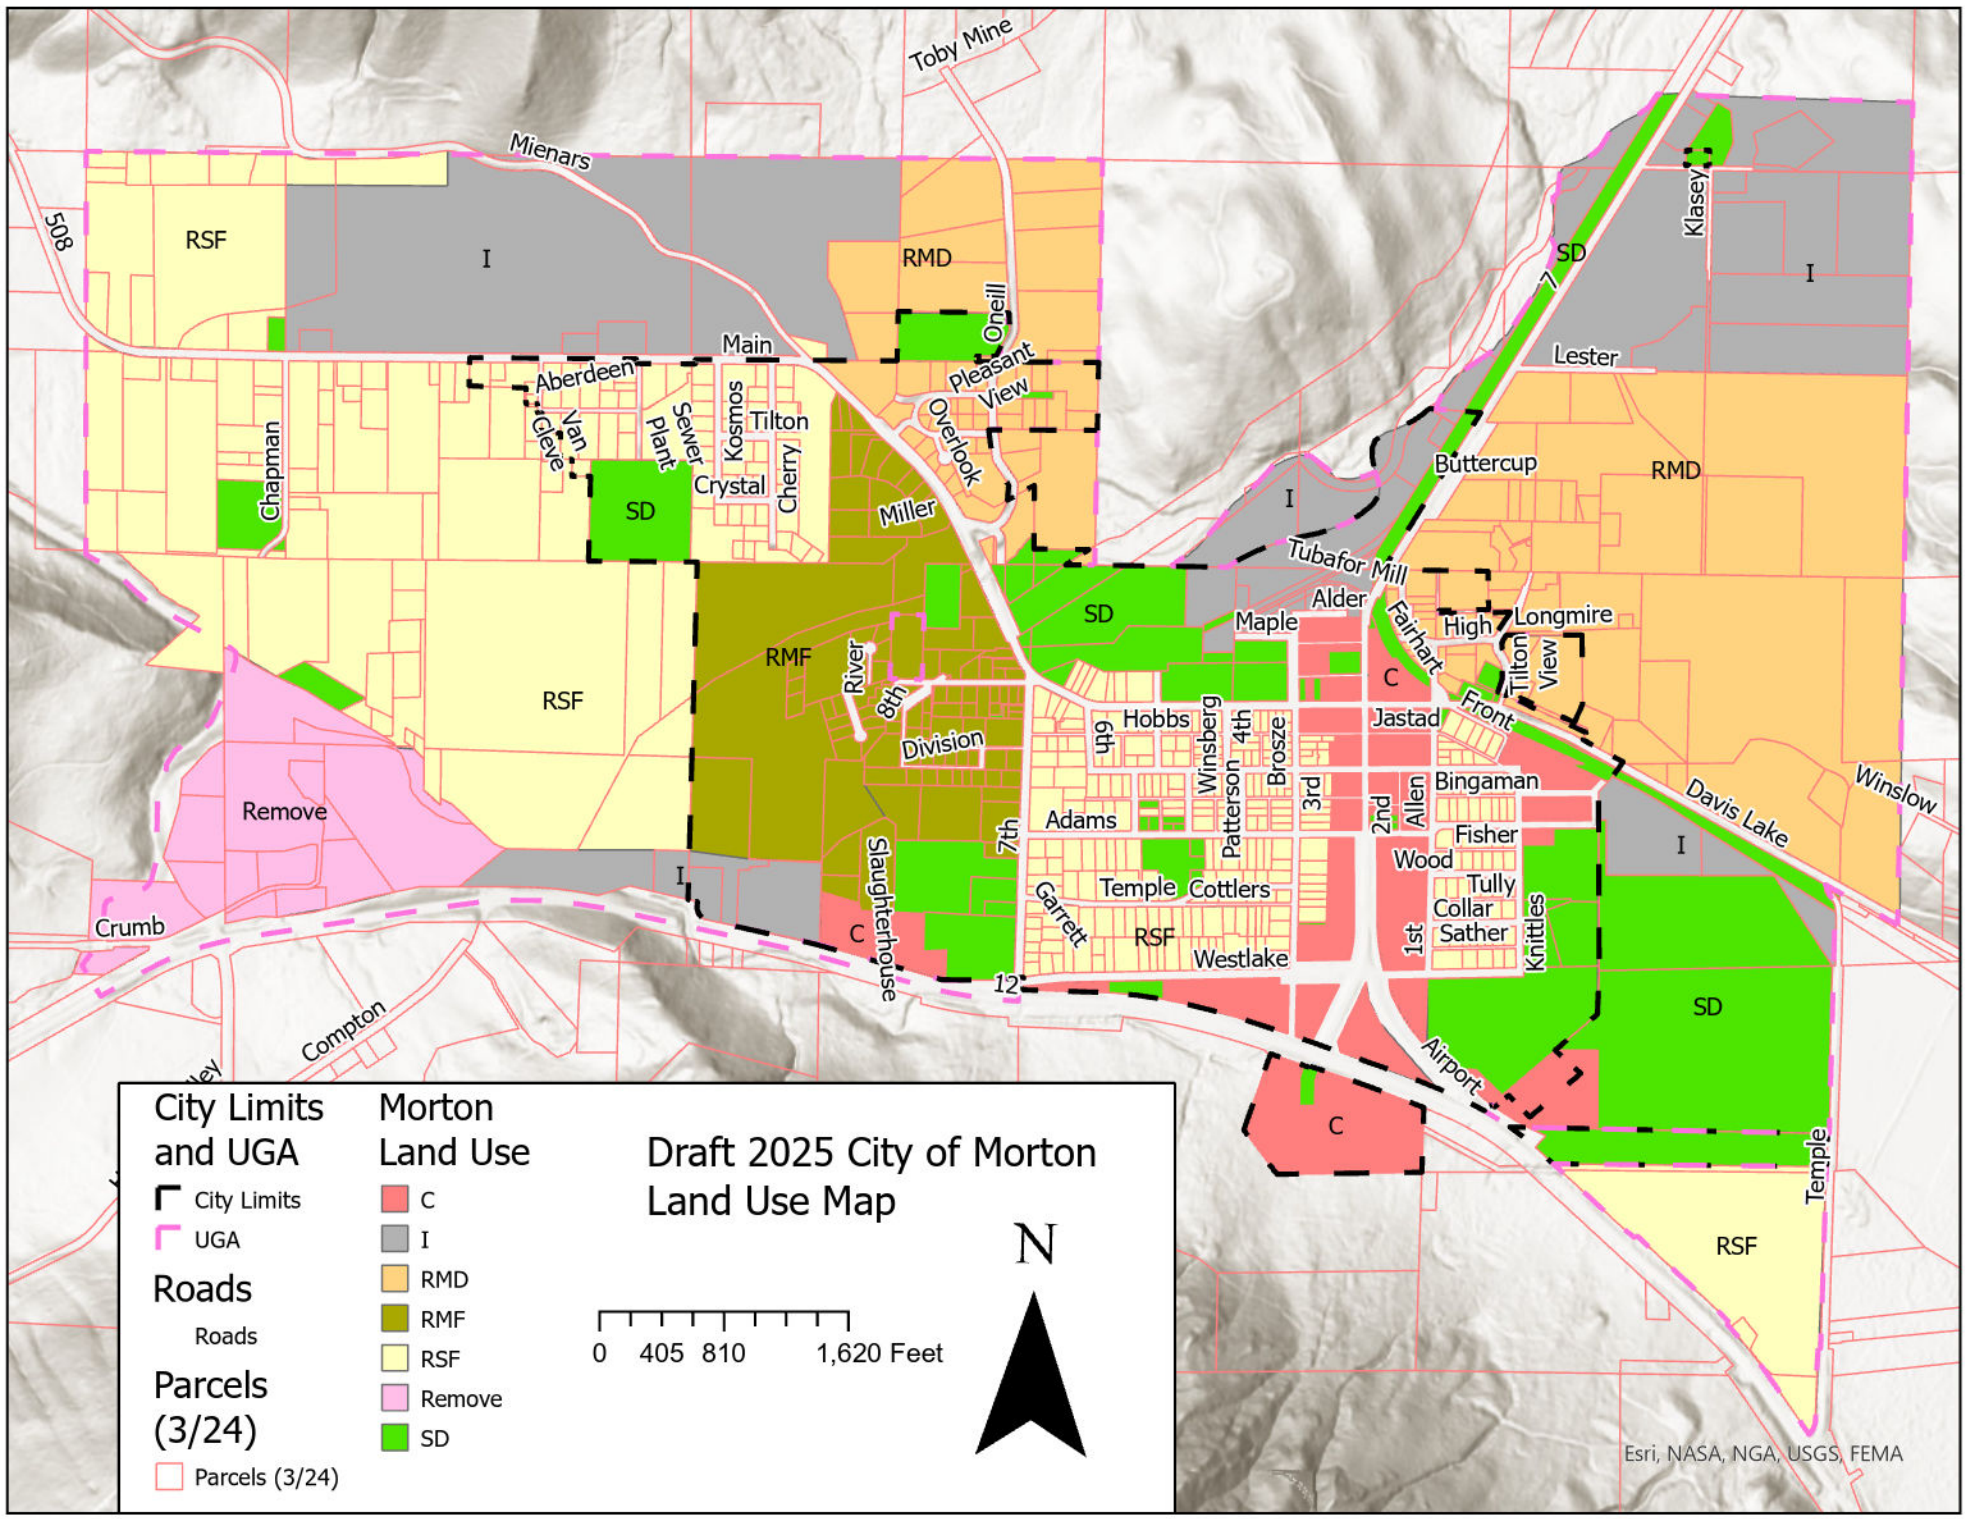 Toby Mine
Mienars
508
RSF
I
RMD
Oneill
SD
7
Klasey
I
Main
Lester
Aberdeen
Pleasant
View
Van
Cleve
Sewer
Plant
Kosmos
Tilton
Cherry
Crystal
Overlook
Chapman
SD
Miller
I
Buttercup
RMD
Tubafor Mill
Alder
Maple
Fairhart
High
Longmire
Tilton
View
SD
C
RMF
River
8th
Division
RSF
Hobbs
6th
Winsberg
4th
Brosze
Jastad
Front
Patterson
3rd
2nd
Allen
Bingaman
Davis Lake
Winslow
Remove
Adams
7th
Fisher
I
Wood
Tully
Collar
Sather
Knittles
1st
Temple
Cottlers
Garrett
RSF
Westlake
I
C
Slaughterhouse
12
Crumb
Compton
lley
SD
Airport
C
Temple
RSF
City Limits
and UGA
City Limits
UGA
Roads
Roads
Parcels
(3/24)
Parcels (3/24)
Morton
Land Use
C
I
RMD
RMF
RSF
Remove
SD
Draft 2025 City of Morton
Land Use Map
N
0 405 810 1,620 Feet
Esri, NASA, NGA, USGS, FEMA